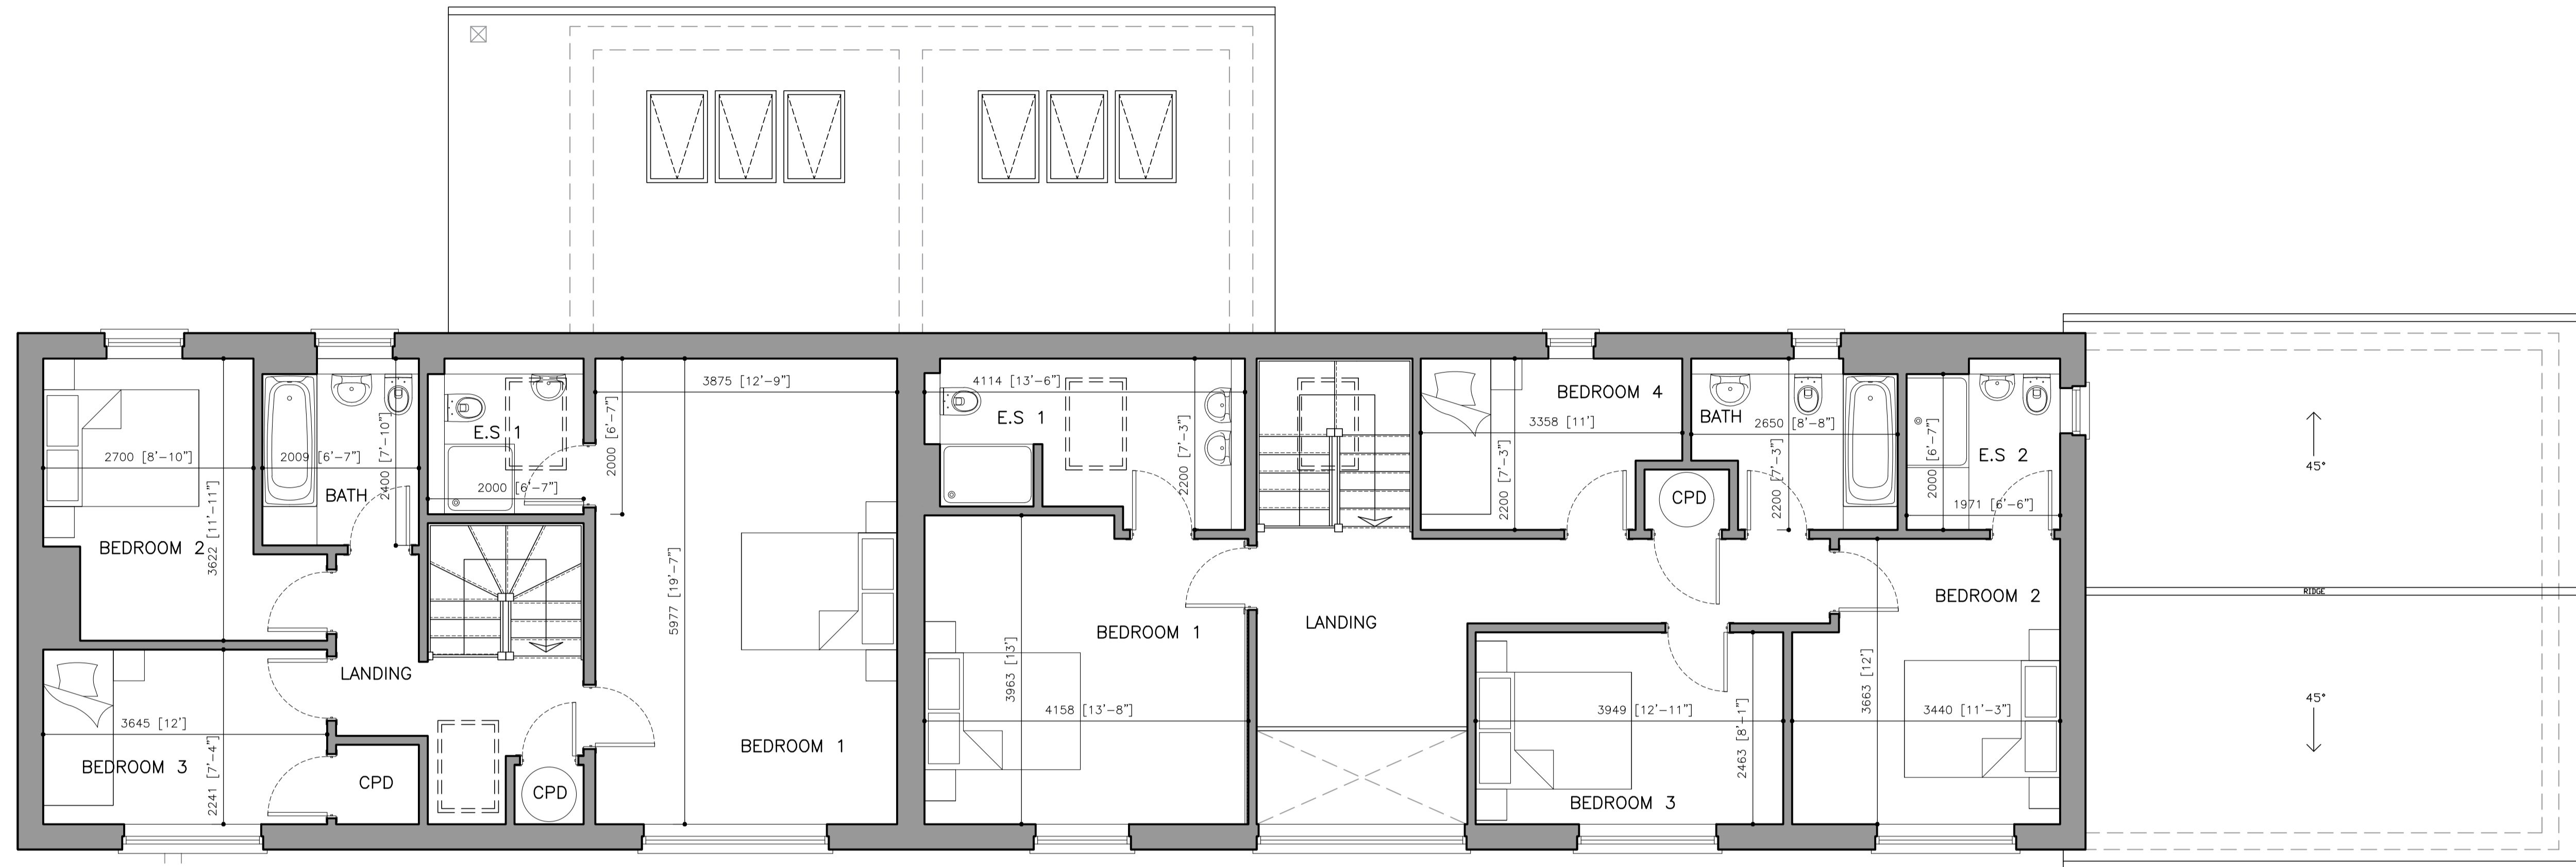 3875 [12'-9"]
4114 [13'-6"]
E.S 1
E.S 1
BEDROOM 4
3358 [11']
BATH
2650 [8'-8"]
2700 [8'-10"]
2009 [6'-7"]
2400 [7'-10"]
BATH
2000 [6'-7"]
2000 [6'-7"]
2200 [7'-3"]
2200 [7'-3"]
CPD
2200 [7'-3"]
2000 [6'-7"]
E.S 2
1971 [6'-6"]
45°
BEDROOM 2
3622 [11'-11"]
5977 [19'-7"]
BEDROOM 1
LANDING
BEDROOM 2
RIDGE
LANDING
3963 [13']
3663 [12']
3645 [12']
4158 [13'-8"]
3949 [12'-11"]
2463 [8'-1"]
3440 [11'-3"]
45°
BEDROOM 3
2241 [7'-4"]
CPD
CPD
BEDROOM 1
BEDROOM 3